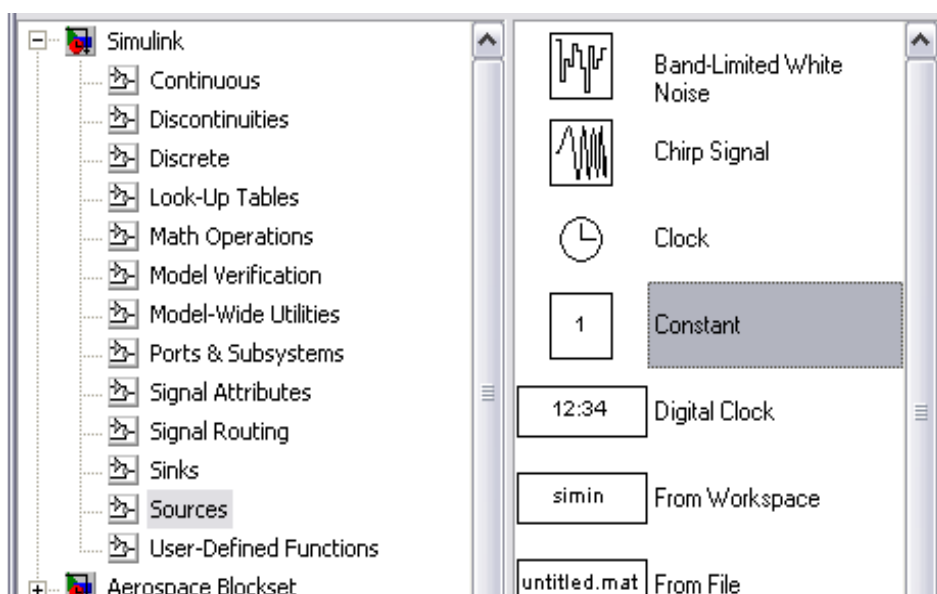 Simulink
Continuous
Discontinuities
Discrete
Look-Up Tables
Math Operations
Model Verification
Model-Wide Utilities
Ports & Subsystems
Signal Attributes
Signal Routing
Sinks
Sources
User-Defined Functions
Aerospace Blockset
Band-Limited White
Noise
Chirp Signal
Clock
1 Constant
12:34 Digital Clock
simin From Workspace
untitled.mat From File